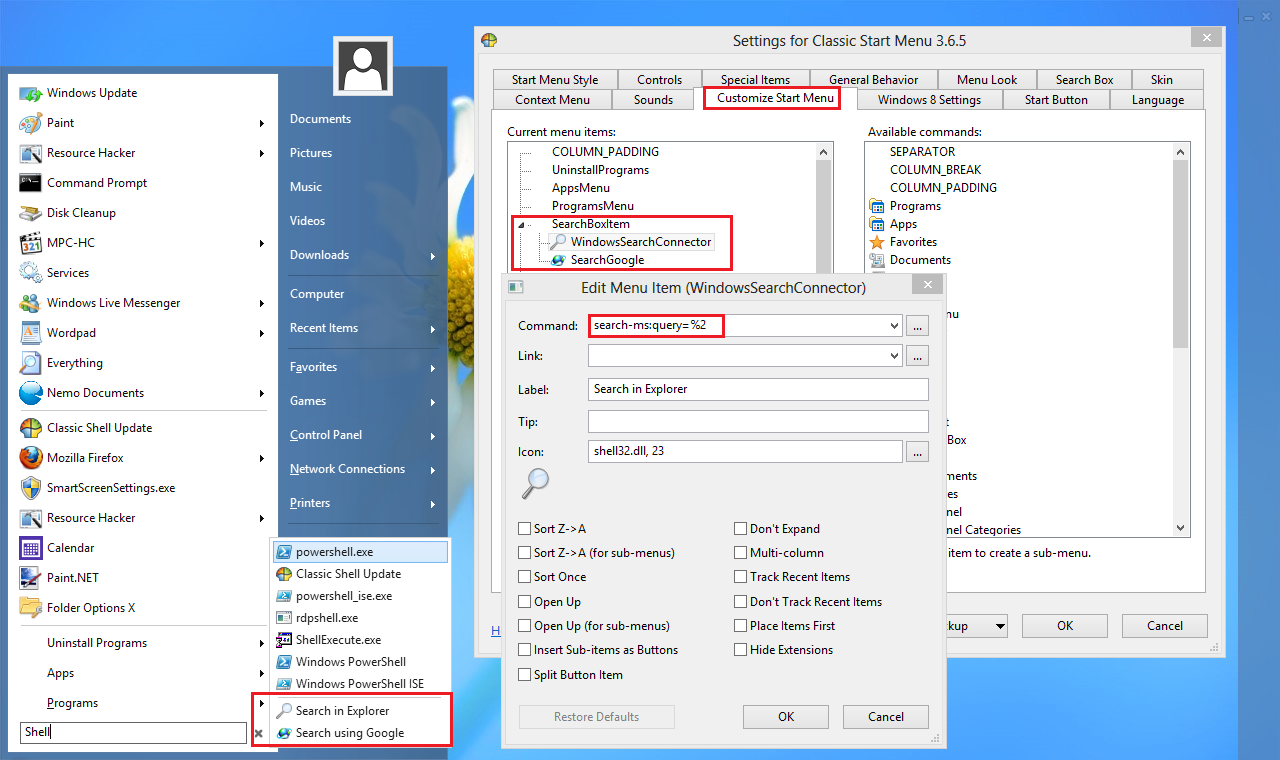 Windows Update
Paint
Resource Hacker
Command Prompt
Disk Cleanup
MPC-HC
Services
Windows Live Messenger
Wordpad
Everything
Nemo Documents
Classic Shell Update
Mozilla Firefox
SmartScreenSettings.exe
Resource Hacker
Calendar
Paint.NET
Folder Options X
Uninstall Programs
Apps
Programs
Shell
Documents
Pictures
Music
Videos
Downloads
Computer
Recent Items
Favorites
Games
Control Panel
Network Connections
Printers
powershell.exe
Classic Shell Update
powershell_ise.exe
rdpshell.exe
ShellExecute.exe
Windows PowerShell
Windows PowerShell ISE
Search in Explorer
Search using Google
Settings for Classic Start Menu 3.6.5
Start Menu Style Controls Special Items General Behavior Menu Look Search Box Skin
Context Menu Sounds Customize Start Menu Windows 8 Settings Start Button Language
Current menu items:
COLUMN_PADDING
UninstallPrograms
AppsMenu
ProgramsMenu
SearchBoxItem
WindowsSearchConnector
SearchGoogle
Available commands:
SEPARATOR
COLUMN_BREAK
COLUMN_PADDING
Programs
Apps
Favorites
Documents
nu
t
Box
ments
es
nel
nel Categories
item to create a sub-menu.
H
kup OK Cancel
Edit Menu Item (WindowsSearchConnector)
Command: search-ms:query=%2 ...
Link: ...
Label: Search in Explorer
Tip:
Icon: shell32.dll, 23 ...
Sort Z->A Don't Expand
Sort Z->A (for sub-menus) Multi-column
Sort Once Track Recent Items
Open Up Don't Track Recent Items
Open Up (for sub-menus) Place Items First
Insert Sub-items as Buttons Hide Extensions
Split Button Item
Restore Defaults OK Cancel